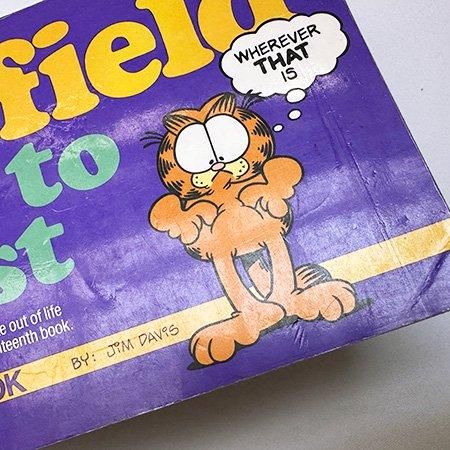 field
WHEREVER
THAT
IS
to
st
e out of life
teenth book.
BY: JIM DAVIS
OK